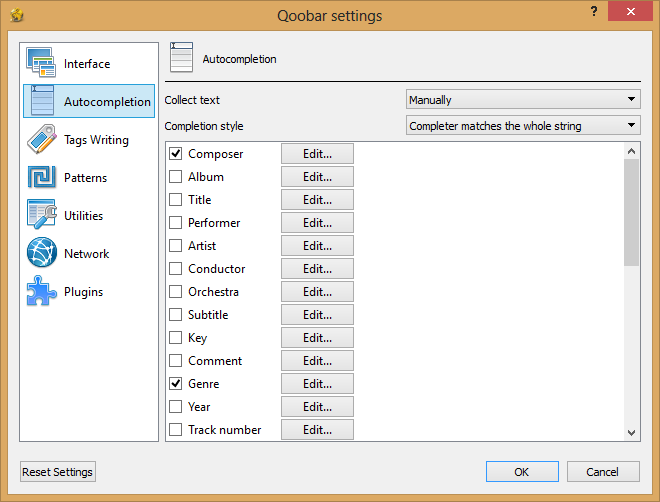 Qoobar settings
?
Interface
Autocompletion
Tags Writing
Patterns
Utilities
Network
Plugins
Autocompletion
Collect text Manually
Completion style Completer matches the whole string
Composer Edit...
Album Edit...
Title Edit...
Performer Edit...
Artist Edit...
Conductor Edit...
Orchestra Edit...
Subtitle Edit...
Key Edit...
Comment Edit...
Genre Edit...
Year Edit...
Track number Edit...
Reset Settings OK Cancel